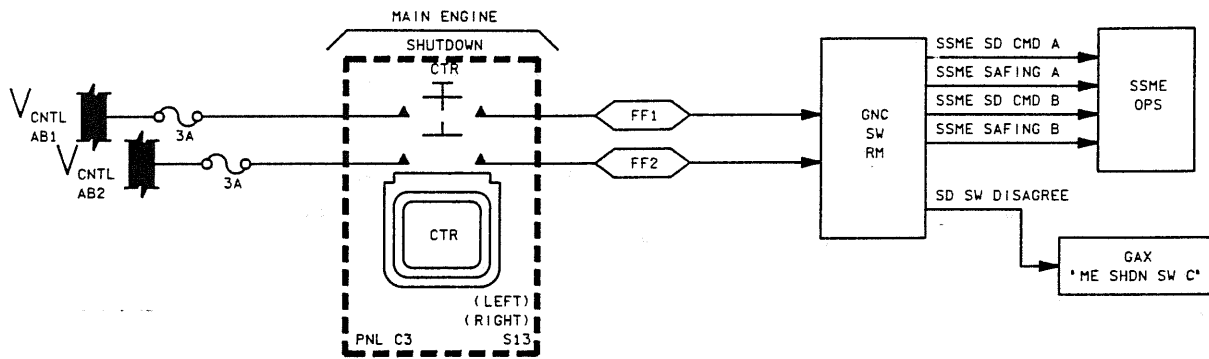 MAIN ENGINE
SHUTDOWN
CTR
V CNTL
AB1
3A
V CNTL
AB2
3A
FF1
FF2
GNC
SW
RM
SSME SD CMD A
SSME SAFING A
SSME SD CMD B
SSME SAFING B
SSME
OPS
SD SW DISAGREE
GAX
"ME SHDN SW C"
CTR
(LEFT)
(RIGHT)
PNL C3
S13